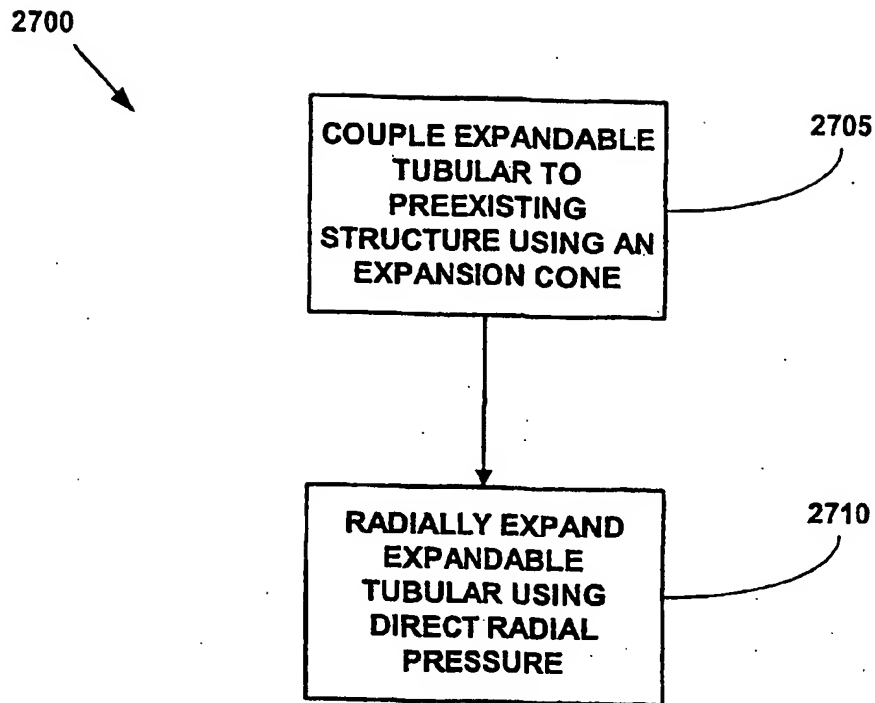 2700
COUPLE EXPANDABLE
TUBULAR TO
PREEXISTING
STRUCTURE USING AN
EXPANSION CONE
2705
RADIALLY EXPAND
EXPANDABLE
TUBULAR USING
DIRECT RADIAL
PRESSURE
2710